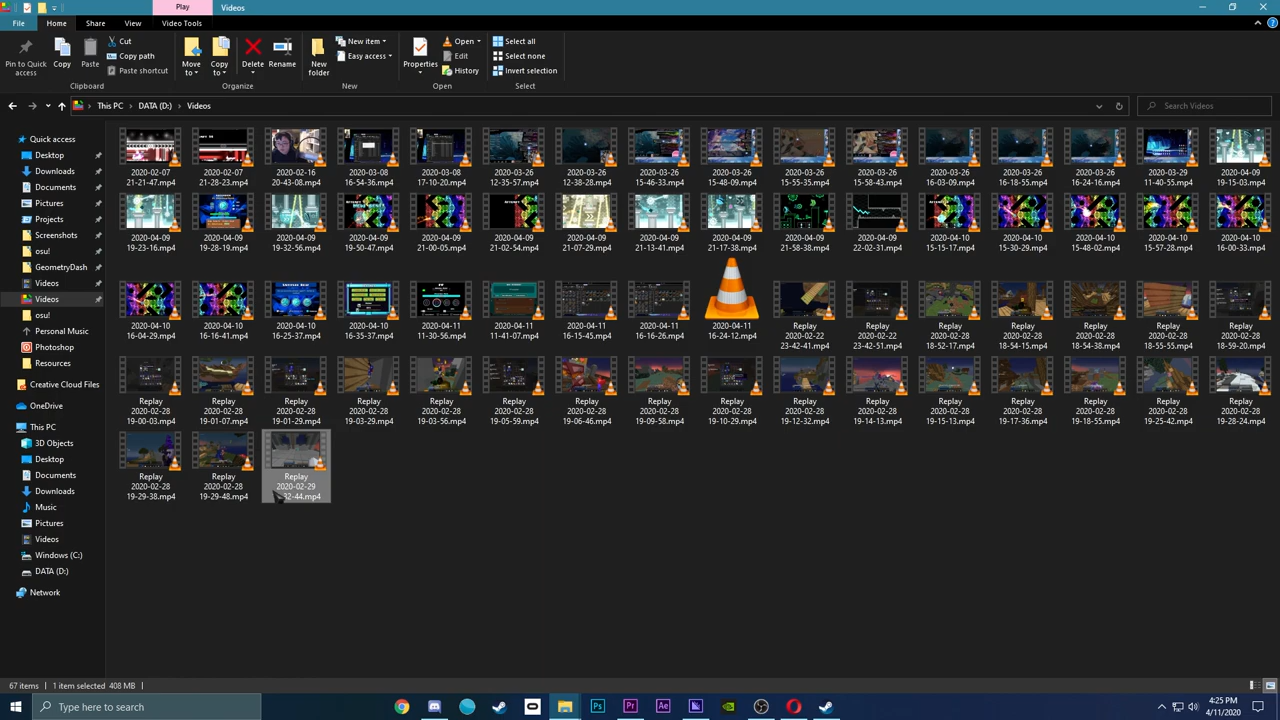 Play
Videos
File
Home
Share
View
Video Tools
Pin to Quick access
Copy
Paste
Cut
Copy path
Paste shortcut
Move to
Copy to
Delete
Rename
New folder
New item
Easy access
Properties
Open
Edit
History
Select all
Select none
Invert selection
Clipboard
Organize
New
Open
Select
This PC
DATA (D:)
Videos
Search Videos
Quick access
Desktop
Downloads
Documents
Pictures
Projects
Screenshots
osu!
GeometryDash
Videos
Videos
osu!
Personal Music
Photoshop
Resources
Creative Cloud Files
OneDrive
This PC
3D Objects
Desktop
Documents
Downloads
Music
Pictures
Videos
Windows (C:)
DATA (D:)
Network
2020-02-07 21-21-47.mp4
2020-02-07 21-28-23.mp4
2020-02-16 20-43-08.mp4
2020-03-08 16-54-36.mp4
2020-03-08 17-10-20.mp4
2020-03-26 12-35-57.mp4
2020-03-26 12-38-28.mp4
2020-03-26 15-46-33.mp4
2020-03-26 15-48-09.mp4
2020-03-26 15-55-35.mp4
2020-03-26 15-58-43.mp4
2020-03-26 16-03-09.mp4
2020-03-26 16-18-55.mp4
2020-03-26 16-24-16.mp4
2020-03-29 11-40-55.mp4
2020-04-09 19-15-03.mp4
2020-04-09 19-23-16.mp4
2020-04-09 19-28-19.mp4
2020-04-09 19-32-56.mp4
2020-04-09 19-50-47.mp4
2020-04-09 21-00-05.mp4
2020-04-09 21-02-54.mp4
2020-04-09 21-07-29.mp4
2020-04-09 21-13-41.mp4
2020-04-09 21-17-38.mp4
2020-04-09 21-58-38.mp4
2020-04-09 22-02-31.mp4
2020-04-10 15-15-17.mp4
2020-04-10 15-30-29.mp4
2020-04-10 15-48-02.mp4
2020-04-10 15-57-28.mp4
2020-04-10 16-00-33.mp4
2020-04-10 16-04-29.mp4
2020-04-10 16-16-41.mp4
2020-04-10 16-25-37.mp4
2020-04-10 16-35-37.mp4
2020-04-11 11-30-56.mp4
2020-04-11 11-41-07.mp4
2020-04-11 16-15-45.mp4
2020-04-11 16-16-26.mp4
2020-04-11 16-24-12.mp4
Replay 2020-02-22 23-42-41.mp4
Replay 2020-02-22 23-42-51.mp4
Replay 2020-02-28 18-52-17.mp4
Replay 2020-02-28 18-54-15.mp4
Replay 2020-02-28 18-54-38.mp4
Replay 2020-02-28 18-55-55.mp4
Replay 2020-02-28 18-59-20.mp4
Replay 2020-02-28 19-00-03.mp4
Replay 2020-02-28 19-01-07.mp4
Replay 2020-02-28 19-01-29.mp4
Replay 2020-02-28 19-03-29.mp4
Replay 2020-02-28 19-03-56.mp4
Replay 2020-02-28 19-05-59.mp4
Replay 2020-02-28 19-06-46.mp4
Replay 2020-02-28 19-09-58.mp4
Replay 2020-02-28 19-10-29.mp4
Replay 2020-02-28 19-12-32.mp4
Replay 2020-02-28 19-14-13.mp4
Replay 2020-02-28 19-15-13.mp4
Replay 2020-02-28 19-17-36.mp4
Replay 2020-02-28 19-18-55.mp4
Replay 2020-02-28 19-25-42.mp4
Replay 2020-02-28 19-28-24.mp4
Replay 2020-02-28 19-29-38.mp4
Replay 2020-02-28 19-29-48.mp4
Replay 2020-02-29 32-44.mp4
67 items
1 item selected 408 MB
Type here to search
4:25 PM
4/11/2020